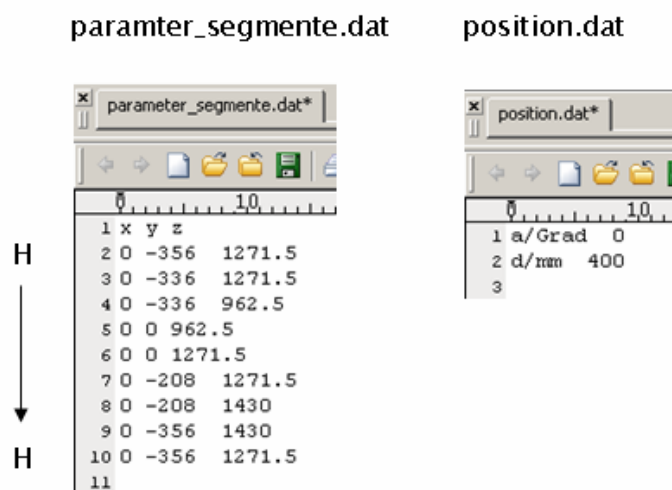 paramter_segmente.dat
position.dat
parameter_segmente.dat*
position.dat*
0 10
0 10
1 x y z
2 0 -356 1271.5
3 0 -336 1271.5
4 0 -336 962.5
5 0 0 962.5
6 0 0 1271.5
7 0 -208 1271.5
8 0 -208 1430
9 0 -356 1430
10 0 -356 1271.5
11
1 a/Grad 0
2 d/mm 400
3
H
H